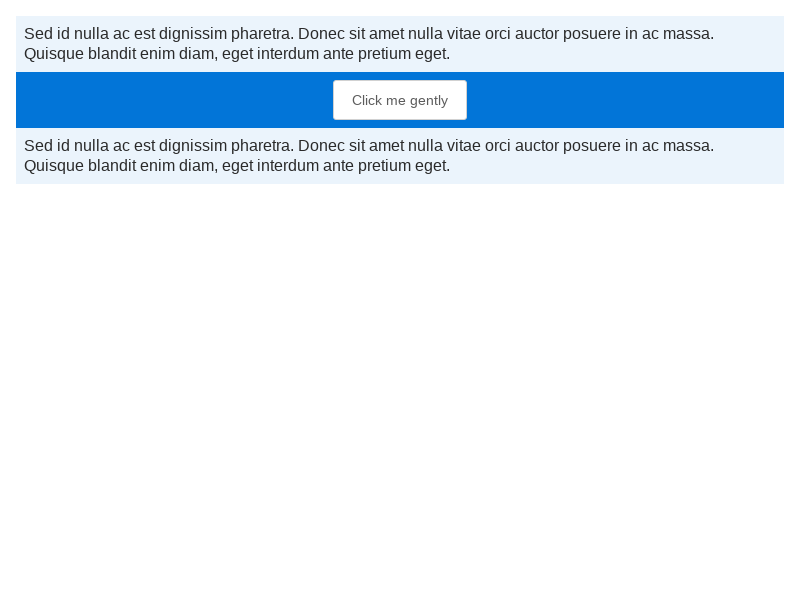 Sed id nulla ac est dignissim pharetra. Donec sit amet nulla vitae orci auctor posuere in ac massa.
Quisque blandit enim diam, eget interdum ante pretium eget.
Click me gently
Sed id nulla ac est dignissim pharetra. Donec sit amet nulla vitae orci auctor posuere in ac massa.
Quisque blandit enim diam, eget interdum ante pretium eget.